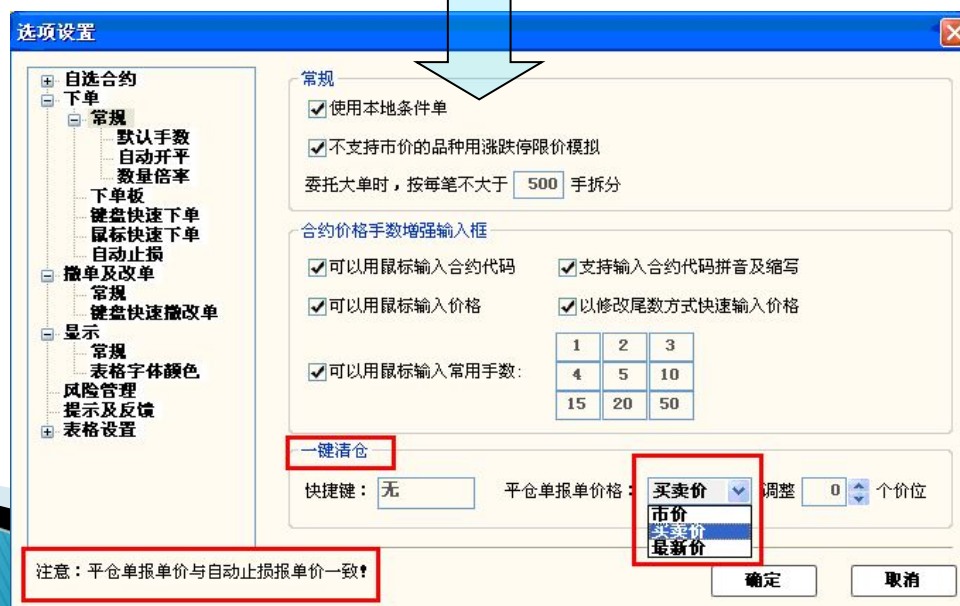 选项设置
自选合约
下单
常规
默认手数
自动开平
数量倍率
下单板
键盘快速下单
鼠标快速下单
自动止损
撤单及改单
常规
键盘快速撤改单
显示
常规
表格字体颜色
风险管理
提示及反馈
表格设置
常规
使用本地条件单
不支持市价的品种用涨跌停限价模拟
委托大单时，按每笔不大于 500 手拆分
合约价格手数增强输入框
可以用鼠标输入合约代码 支持输入合约代码拼音及缩写
可以用鼠标输入价格 以修改尾数方式快速输入价格
可以用鼠标输入常用手数:
1 2 3
4 5 10
15 20 50
一键清仓
快捷键： 无 平仓单报单价格： 买卖价 调整 0 个价位
市价
买卖价
最新价
注意：平仓单报单价与自动止损报单价一致！
确定 取消